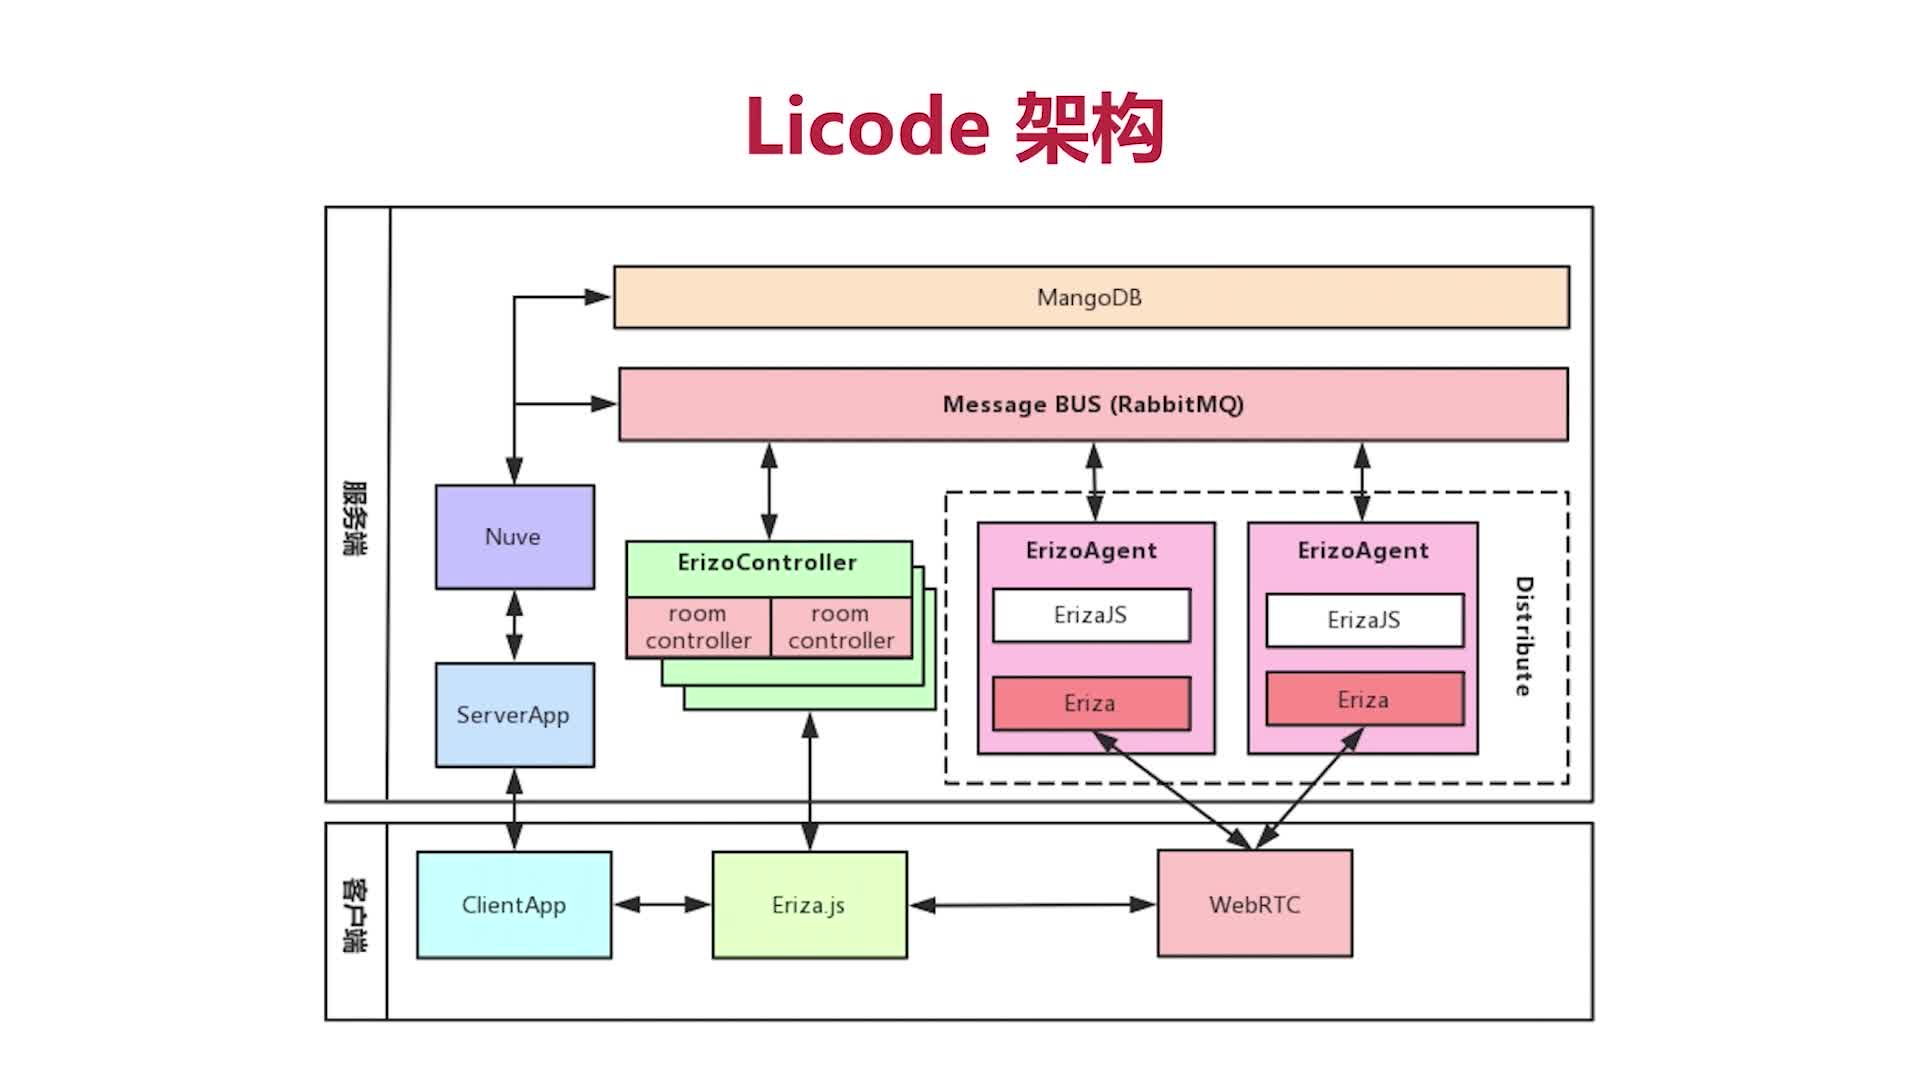 Licode 架构
服务端
MangoDB
Message BUS (RabbitMQ)
Nuve
ServerApp
ErizoController
room
controller
room
controller
ErizoAgent
ErizaJS
Eriza
ErizoAgent
ErizaJS
Eriza
Distribute
客户端
ClientApp
Eriza.js
WebRTC